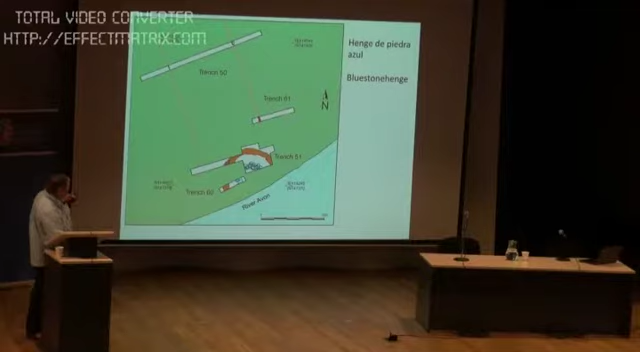 TOTAL VIDEO CONVERTER
HTTP://EFFECTMATRIX.COM
Henge de piedra
azul
Bluestonehenge
Trench 50
Trench 61
N
Trench 51
Trench 60
River Avon